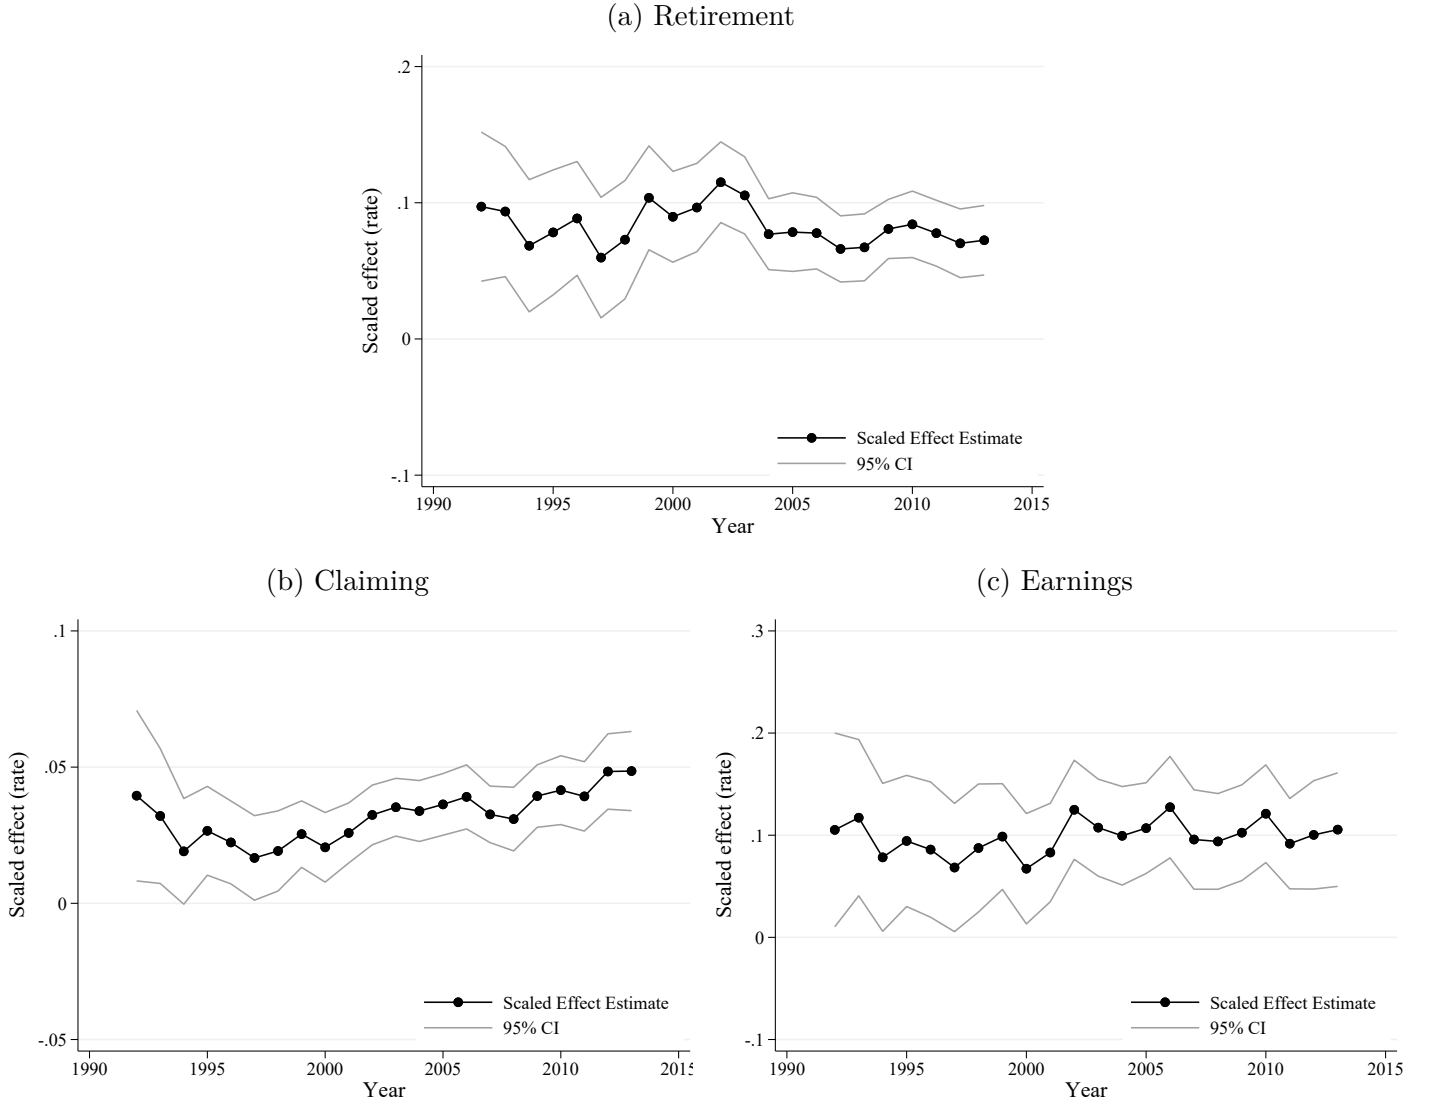 (a) Retirement
.2
.1
0
-.1
Scaled effect (rate)
Scaled Effect Estimate
95% CI
1990 1995 2000 2005 2010 2015
Year
(b) Claiming
.1
.05
0
-.05
Scaled effect (rate)
Scaled Effect Estimate
95% CI
1990 1995 2000 2005 2010 2015
Year
(c) Earnings
.3
.2
.1
0
-.1
Scaled effect (rate)
Scaled Effect Estimate
95% CI
1990 1995 2000 2005 2010 2015
Year